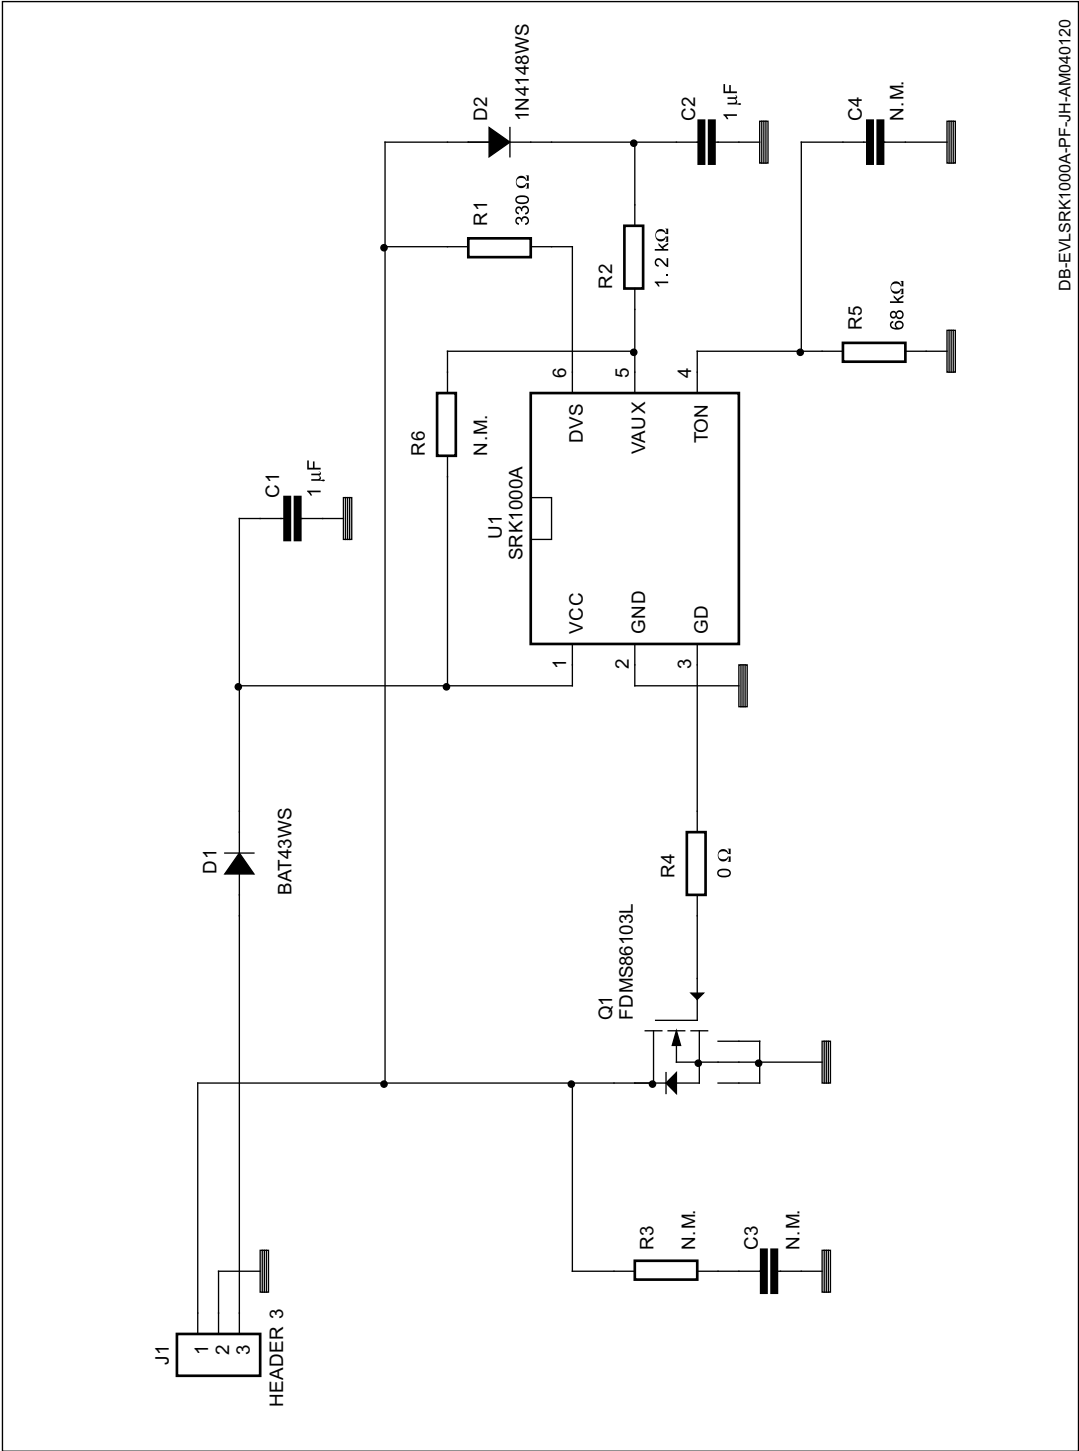 J1
1
2
3
HEADER 3
D1
BAT43WS
C1
1 μF
R6
N.M.
D2
1N4148WS
R1
330 Ω
R2
1. 2 kΩ
C2
1 μF
C4
N.M.
R5
68 kΩ
U1
SRK1000A
1
VCC
2
GND
3
GD
6
DVS
5
VAUX
4
TON
R4
0 Ω
Q1
FDMS86103L
R3
N.M.
C3
N.M.
DB-EVLSRK1000A-PF-JH-AM040120